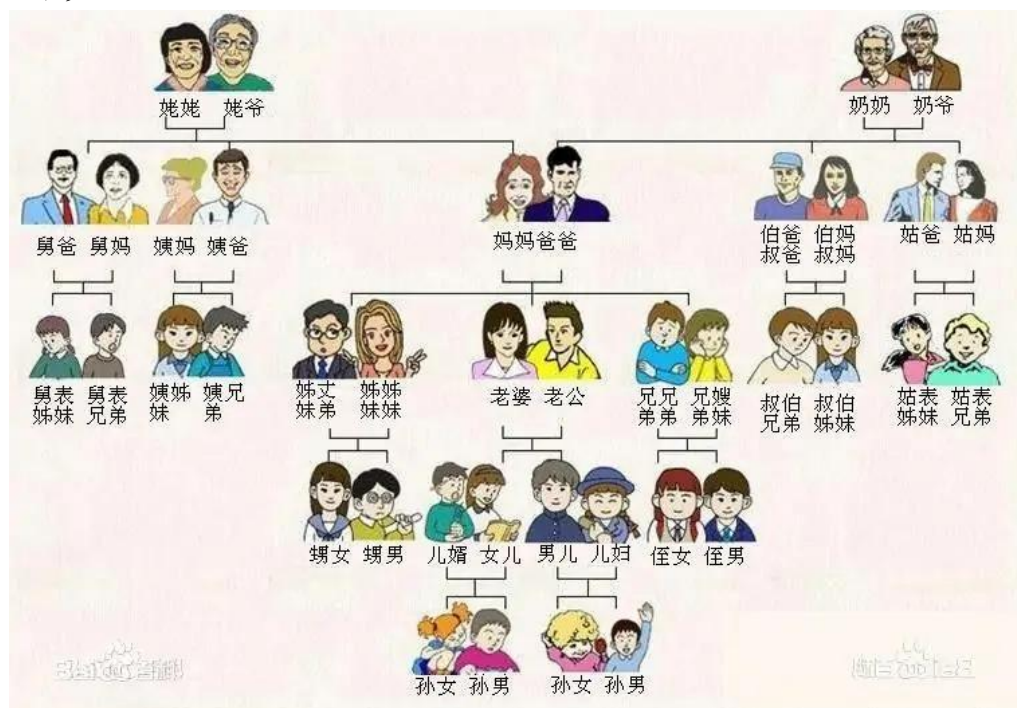 姥姥 姥爷
奶奶 奶爷
舅爸 舅妈
姨妈 姨爸
妈妈爸爸
伯爸 伯妈
叔爸 叔妈
姑爸 姑妈
舅表 舅表
姊妹 兄弟
姨姊 姨兄
妹 弟
姊丈 姊姊
妹弟 妹妹
老婆 老公
兄兄 兄嫂
弟弟 弟妹
叔伯 叔伯
兄弟 姊妹
姑表 姑表
姊妹 兄弟
甥女 甥男
儿婿 女儿
男儿 儿妇
侄女 侄男
孙女 孙男
孙女 孙男